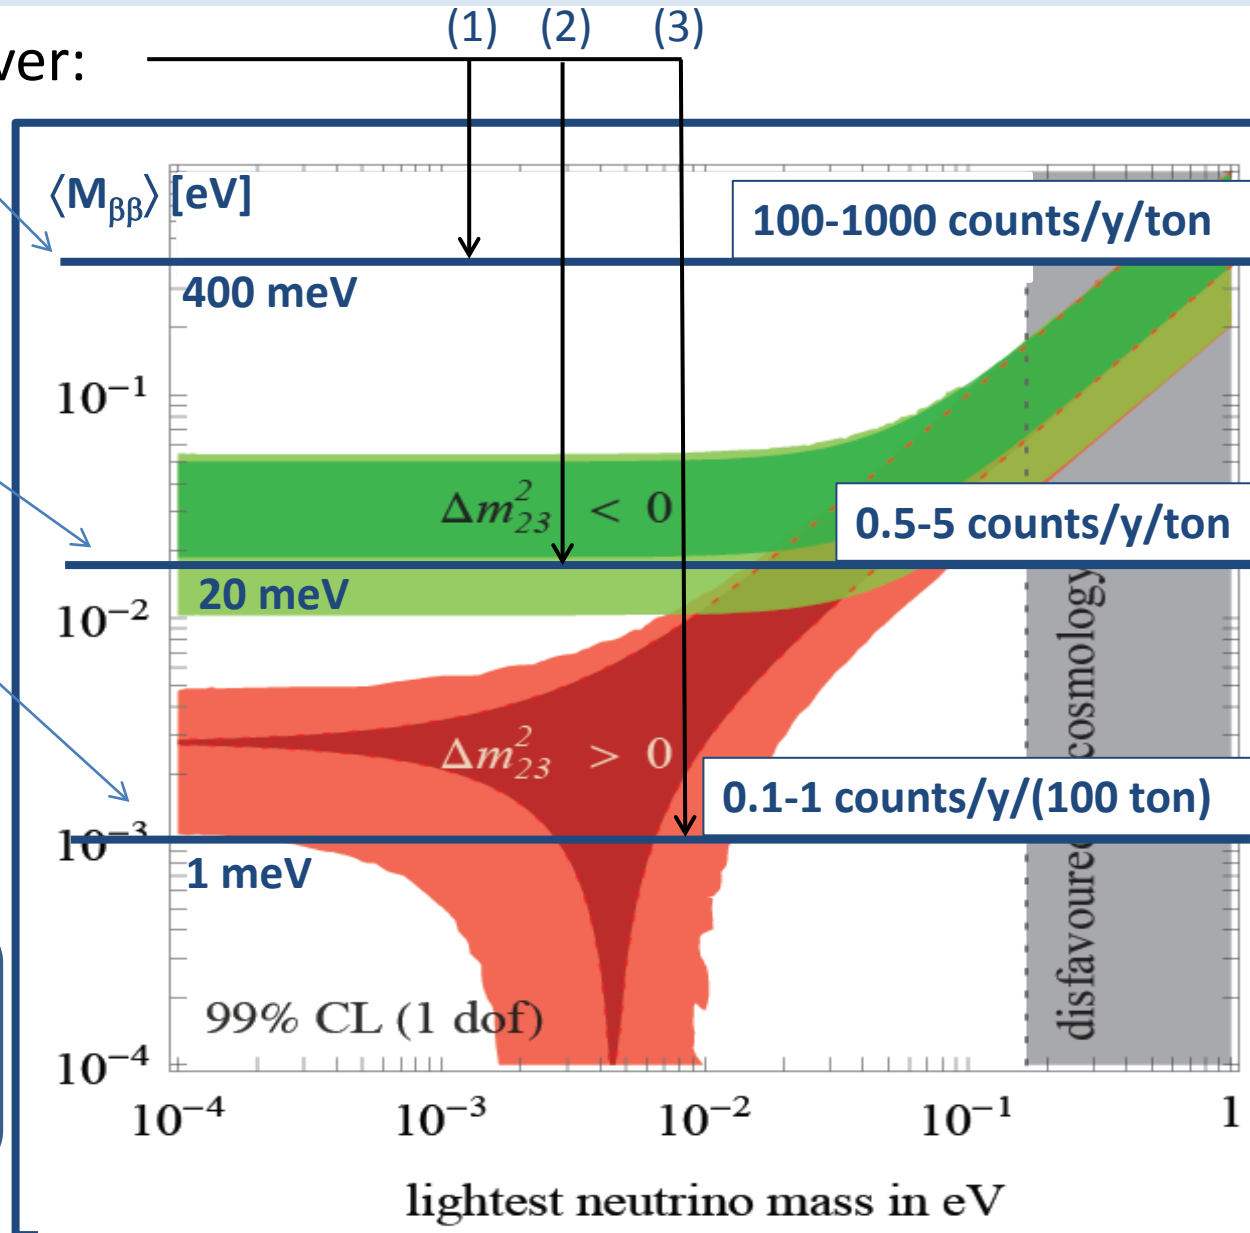 (1) (2) (3)
ver:
⟨Mββ⟩ [eV]
100-1000 counts/y/ton
400 meV
10⁻¹
Δm²₂₃ < 0
0.5-5 counts/y/ton
20 meV
10⁻²
Δm²₂₃ > 0
0.1-1 counts/y/(100 ton)
10⁻³
1 meV
disfavoured cosmology
99% CL (1 dof)
10⁻⁴
10⁻⁴ 10⁻³ 10⁻² 10⁻¹ 1
lightest neutrino mass in eV